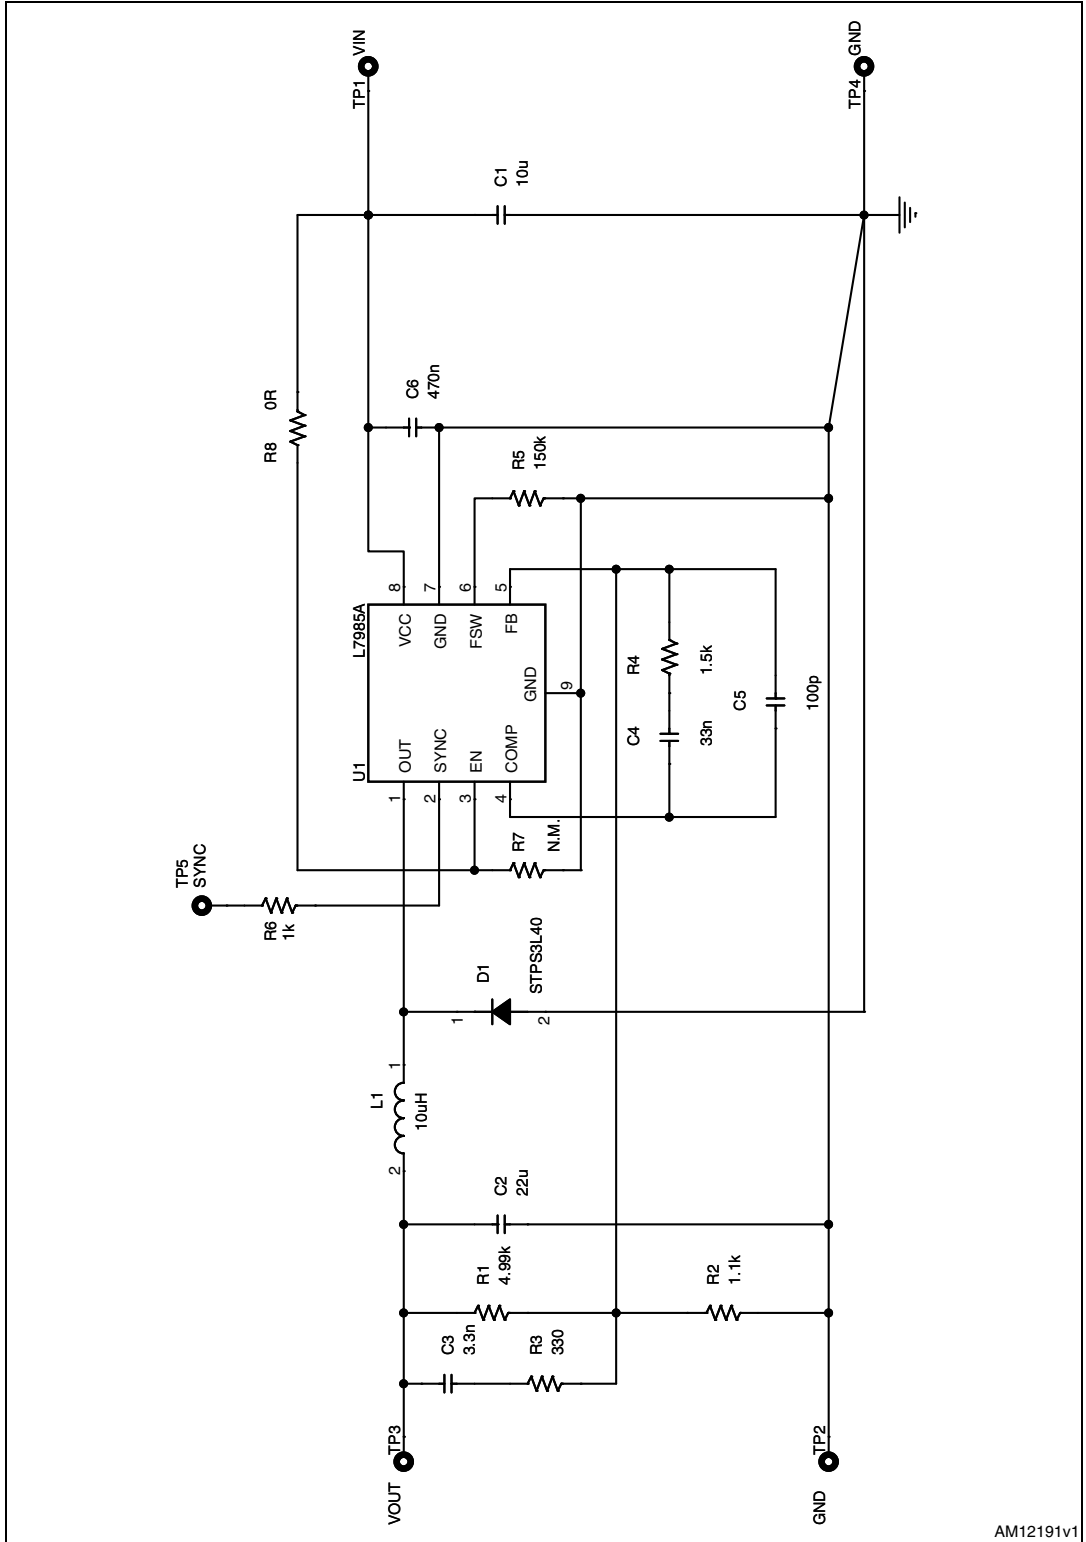 VIN
TP1
GND
TP4
C1
10u
R8
0R
C6
470n
R5
150k
L7985A
U1
8
7
6
5
VCC
GND
FSW
FB
GND
9
OUT
SYNC
EN
COMP
1
2
3
4
R4
1.5k
C4
33n
C5
100p
R7
N.M.
TP5
SYNC
R6
1k
D1
STPS3L40
1
2
L1
10uH
1
2
C2
22u
R1
4.99k
R2
1.1k
C3
3.3n
R3
330
TP3
VOUT
TP2
GND
AM12191v1